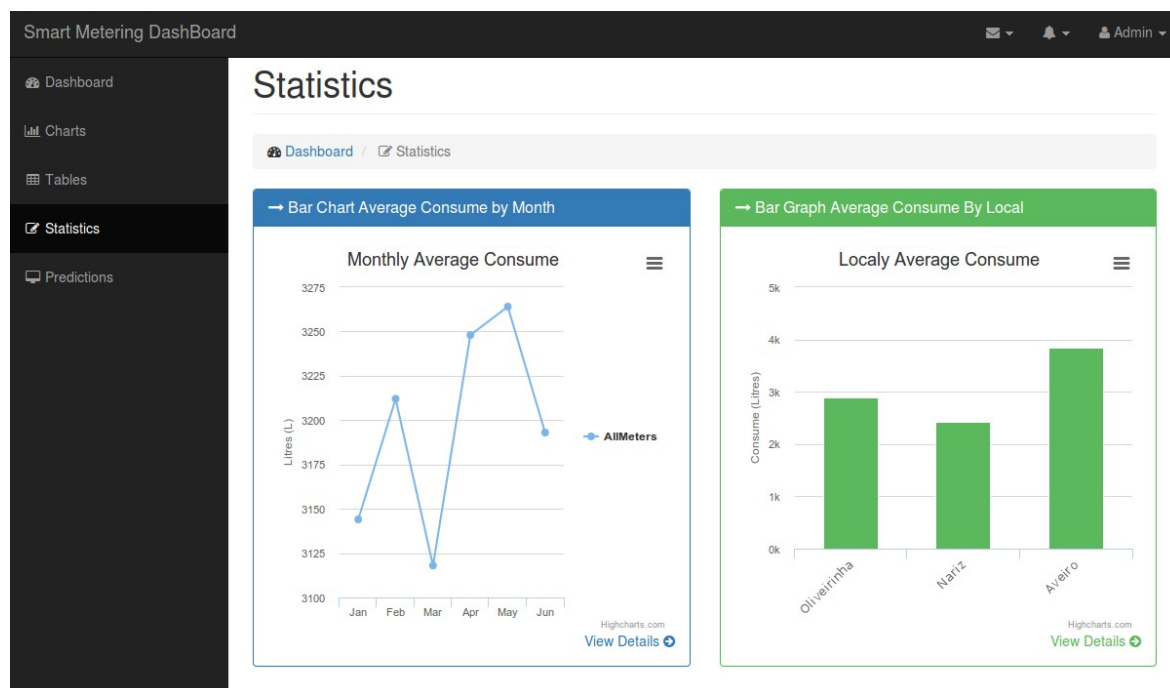 Smart Metering DashBoard
Admin
Dashboard
Charts
Tables
Statistics
Predictions
Statistics
Dashboard / Statistics
Bar Chart Average Consume by Month
Monthly Average Consume
3275
3250
3225
3200
3175
3150
3125
3100
Litres (L)
Jan Feb Mar Apr May Jun
AllMeters
Highcharts.com
View Details
Bar Graph Average Consume By Local
Localy Average Consume
5k
4k
3k
2k
1k
0k
Consume (Litres)
Oliveirinha Nariz Aveiro
Highcharts.com
View Details